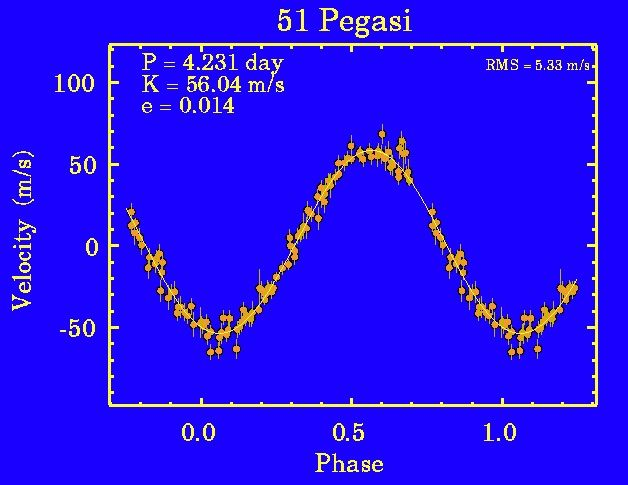 51 Pegasi
P = 4.231 day
K = 56.04 m/s
e = 0.014
RMS = 5.33 m/s
100
50
0
-50
Velocity (m/s)
0.0 0.5 1.0
Phase